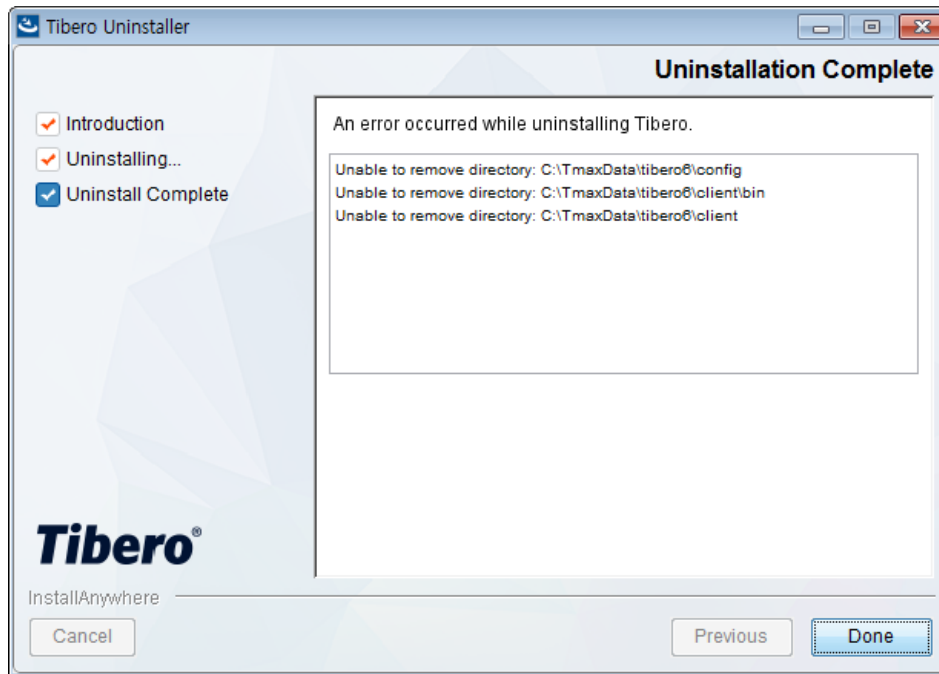 Tibero Uninstaller
Uninstallation Complete
Introduction
Uninstalling...
Uninstall Complete
An error occurred while uninstalling Tibero.
Unable to remove directory: C:\TmaxData\tibero6\config
Unable to remove directory: C:\TmaxData\tibero6\client\bin
Unable to remove directory: C:\TmaxData\tibero6\client
Tibero®
InstallAnywhere
Cancel
Previous
Done